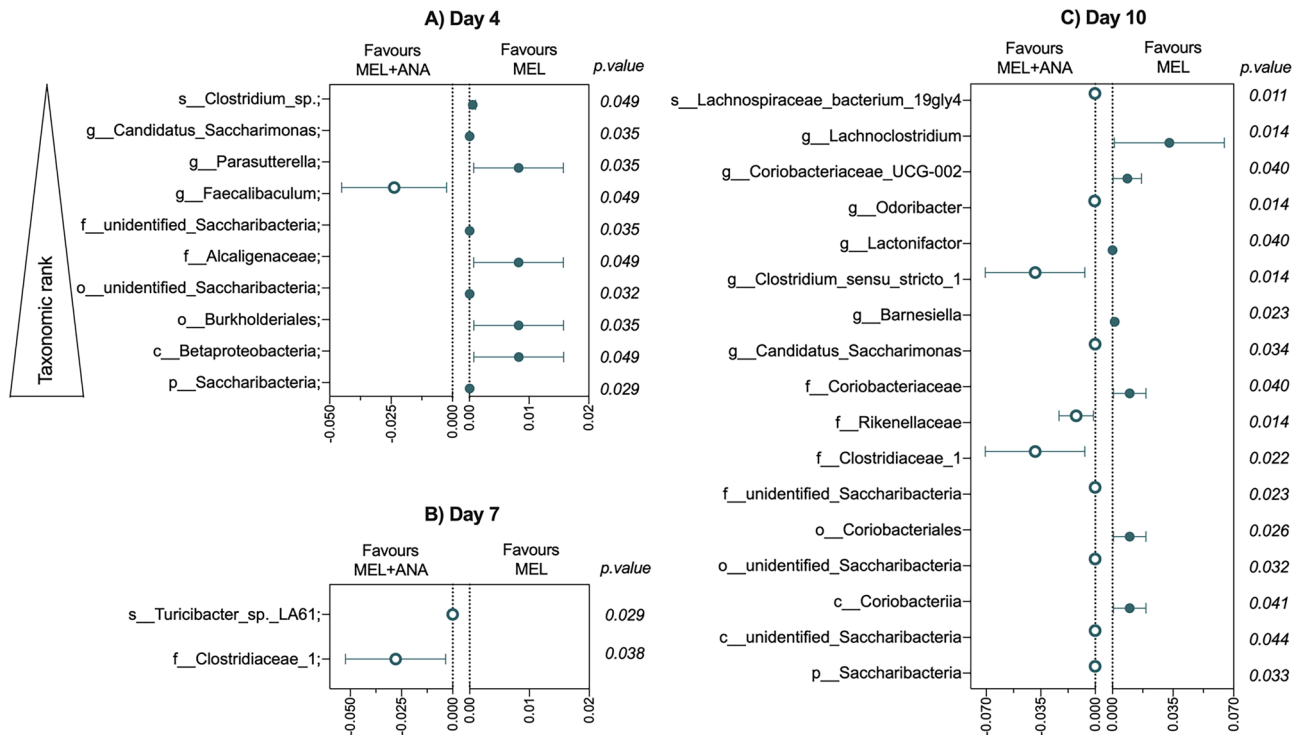 A) Day 4
Favours
MEL+ANA
Favours
MEL
p.value
s__Clostridium_sp.; 0.049
g__Candidatus_Saccharimonas; 0.035
g__Parasutterella; 0.035
g__Faecalibaculum; 0.049
f__unidentified_Saccharibacteria; 0.035
f__Alcaligenaceae; 0.049
o__unidentified_Saccharibacteria; 0.032
o__Burkholderiales; 0.035
c__Betaproteobacteria; 0.049
p__Saccharibacteria; 0.029
Taxonomic rank
-0.050 -0.025 0.000 0.00 0.01 0.02
B) Day 7
Favours
MEL+ANA
Favours
MEL
p.value
s__Turicibacter_sp._LA61; 0.029
f__Clostridiaceae_1; 0.038
-0.050 -0.025 0.000 0.00 0.01 0.02
C) Day 10
Favours
MEL+ANA
Favours
MEL
p.value
s__Lachnospiraceae_bacterium_19gly4 0.011
g__Lachnoclostridium 0.014
g__Coriobacteriaceae_UCG-002 0.040
g__Odoribacter 0.014
g__Lactonifactor 0.040
g__Clostridium_sensu_stricto_1 0.014
g__Barnesiella 0.023
g__Candidatus_Saccharimonas 0.034
f__Coriobacteriaceae 0.040
f__Rikenellaceae 0.014
f__Clostridiaceae_1 0.022
f__unidentified_Saccharibacteria 0.023
o__Coriobacteriales 0.026
o__unidentified_Saccharibacteria 0.032
c__Coriobacteriia 0.041
c__unidentified_Saccharibacteria 0.044
p__Saccharibacteria 0.033
-0.070 -0.035 0.000 0.000 0.035 0.070